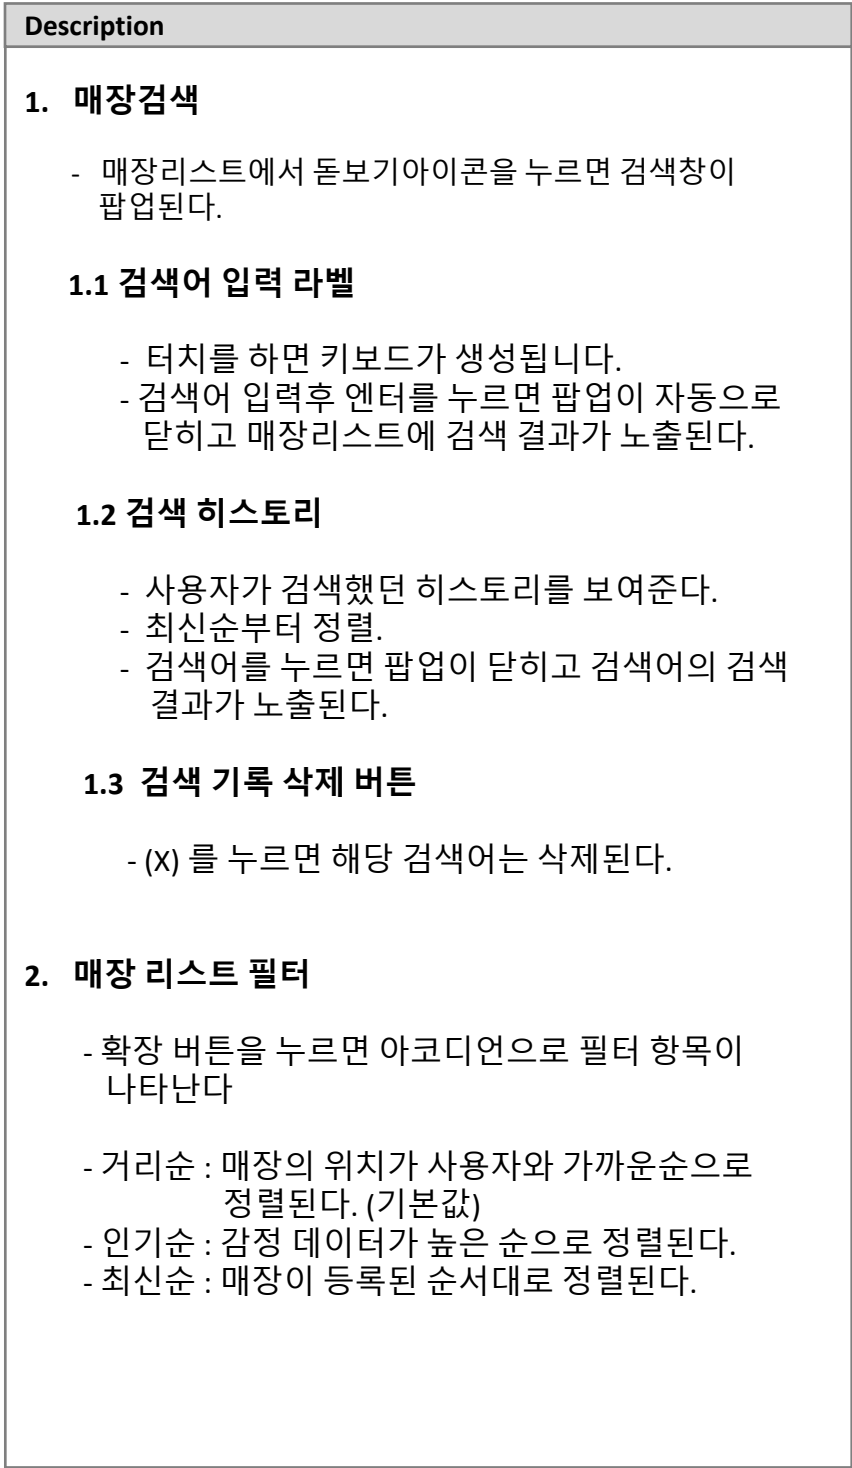 Description
1. 매장검색
- 매장리스트에서 돋보기아이콘을 누르면 검색창이
팝업된다.
1.1 검색어 입력 라벨
- 터치를 하면 키보드가 생성됩니다.
- 검색어 입력후 엔터를 누르면 팝업이 자동으로
닫히고 매장리스트에 검색 결과가 노출된다.
1.2 검색 히스토리
- 사용자가 검색했던 히스토리를 보여준다.
- 최신순부터 정렬.
- 검색어를 누르면 팝업이 닫히고 검색어의 검색
결과가 노출된다.
1.3 검색 기록 삭제 버튼
- (X) 를 누르면 해당 검색어는 삭제된다.
2. 매장 리스트 필터
- 확장 버튼을 누르면 아코디언으로 필터 항목이
나타난다
- 거리순 : 매장의 위치가 사용자와 가까운순으로
정렬된다. (기본값)
- 인기순 : 감정 데이터가 높은 순으로 정렬된다.
- 최신순 : 매장이 등록된 순서대로 정렬된다.